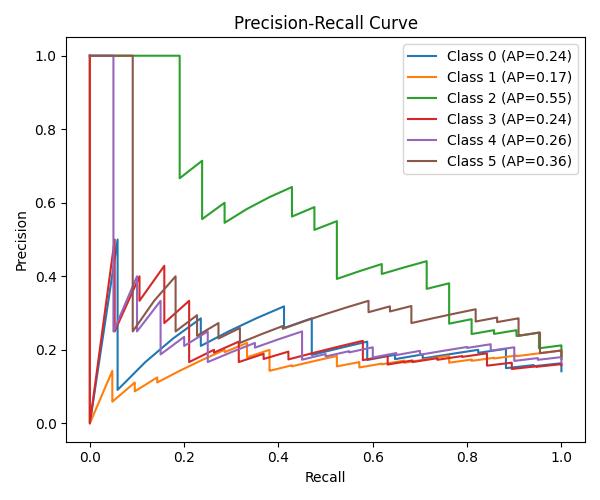 Precision-Recall Curve
Precision
1.0
0.8
0.6
0.4
0.2
0.0
Class 0 (AP=0.24)
Class 1 (AP=0.17)
Class 2 (AP=0.55)
Class 3 (AP=0.24)
Class 4 (AP=0.26)
Class 5 (AP=0.36)
0.0 0.2 0.4 0.6 0.8 1.0
Recall